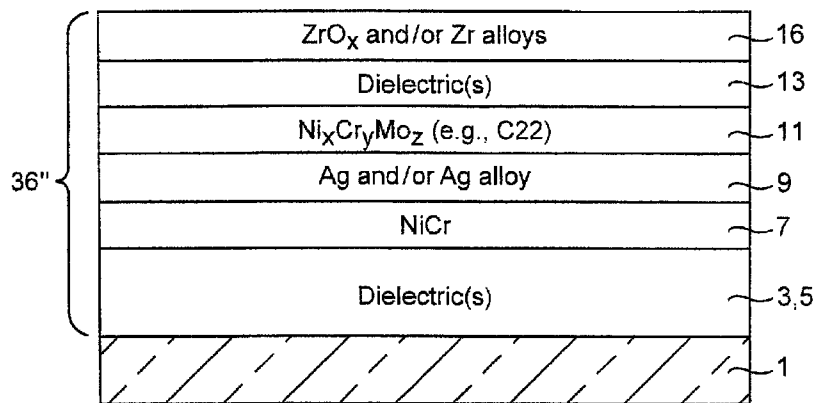 ZrOx and/or Zr alloys 16
Dielectric(s) 13
NixCryMoz (e.g., C22) 11
36" Ag and/or Ag alloy 9
NiCr 7
Dielectric(s) 3,5
1